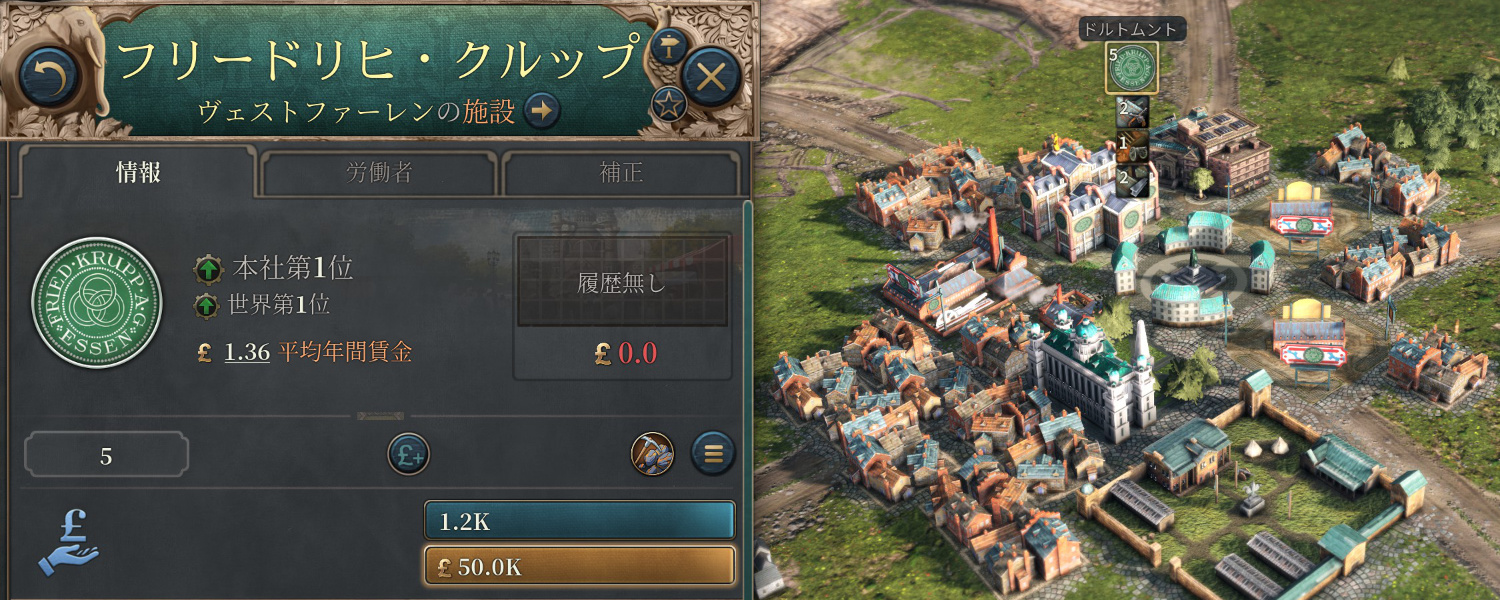 フリードリヒ・クルップ
ヴェストファーレンの施設
情報
労働者
補正
FRIED. KRUPP A.G. ESSEN
本社第1位
世界第1位
£ 1.36 平均年間賃金
履歴無し
£ 0.0
5
£+
£
1.2K
£ 50.0K
ドルトムント
5
2
1
2